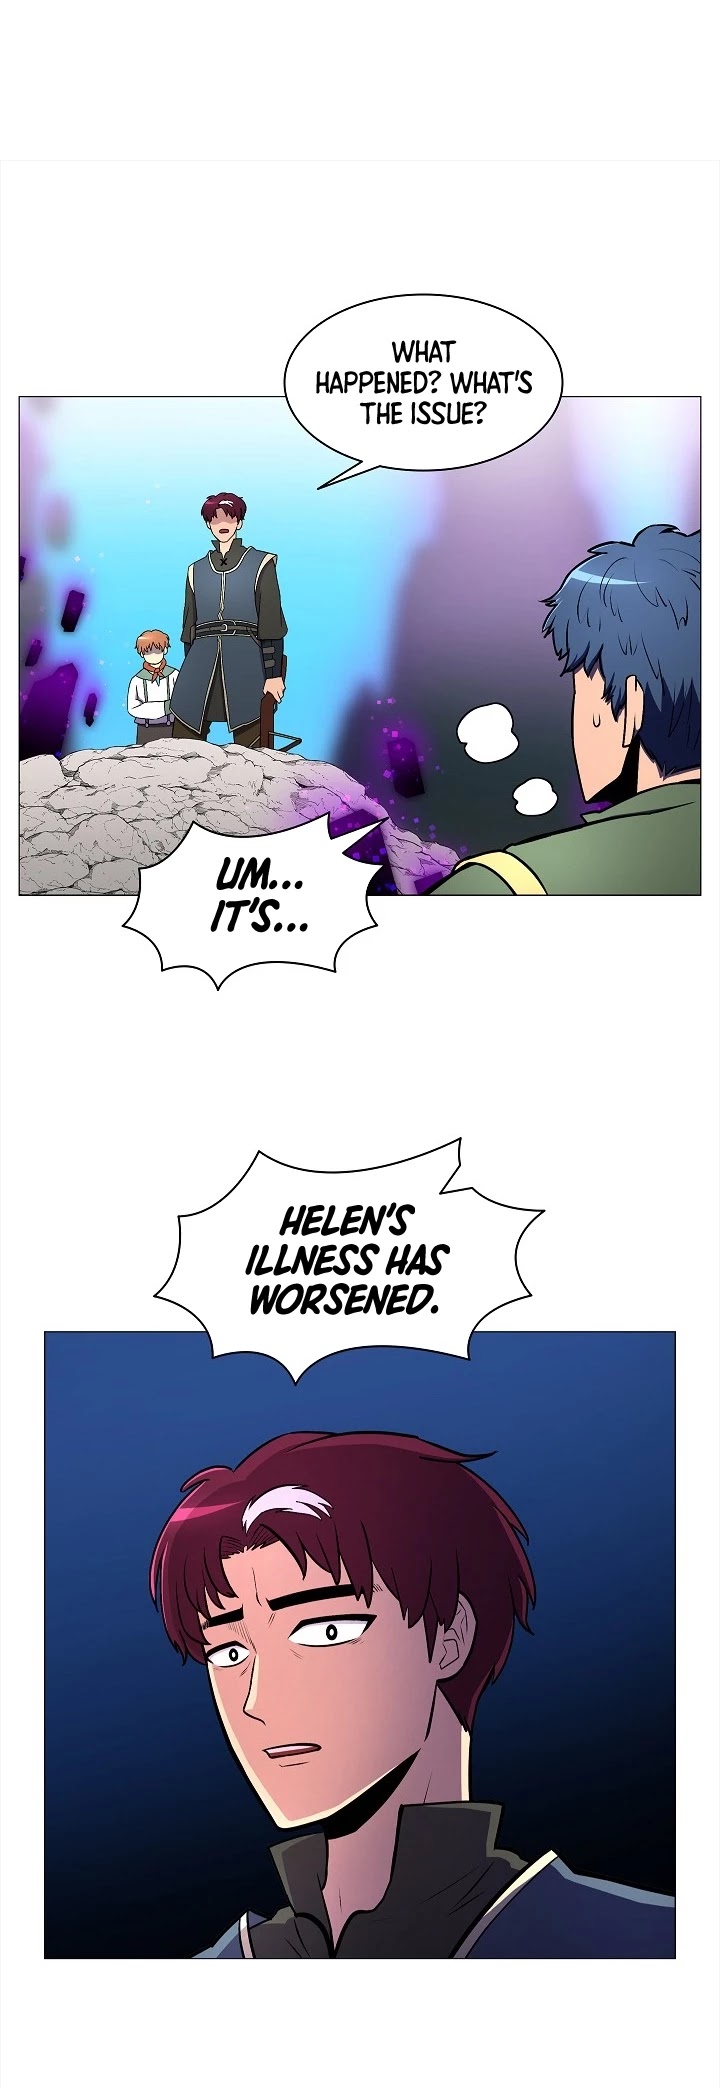 WHAT
HAPPENED? WHAT'S
THE ISSUE?
UM...
IT'S...
HELEN'S
ILLNESS HAS
WORSENED.